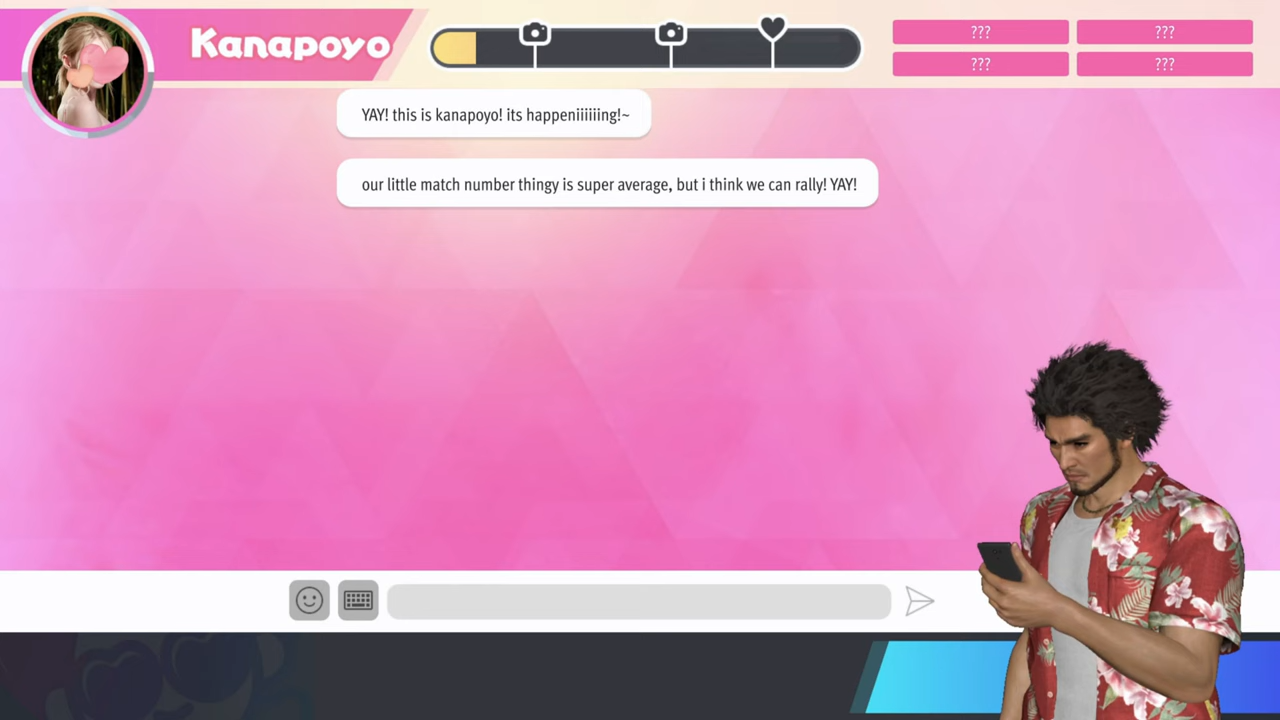 Kanapoyo
???
???
???
???
YAY! this is kanapoyo! its happeniiiiiing!~
our little match number thingy is super average, but i think we can rally! YAY!